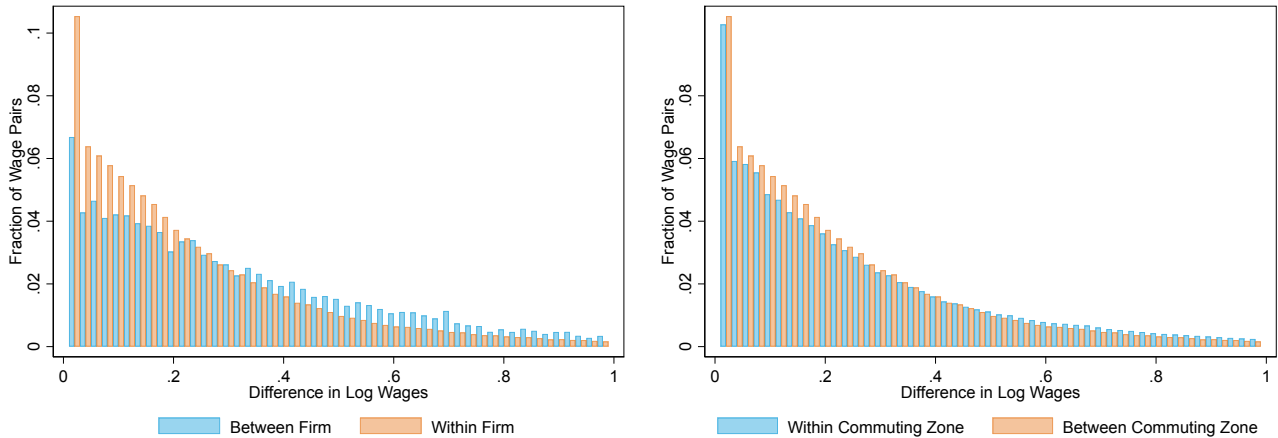 Fraction of Wage Pairs
.1
.08
.06
.04
.02
0
0 .2 .4 .6 .8 1
Difference in Log Wages
Between Firm Within Firm
Fraction of Wage Pairs
.08
.06
.04
.02
0
0 .2 .4 .6 .8 1
Difference in Log Wages
Within Commuting Zone Between Commuting Zone